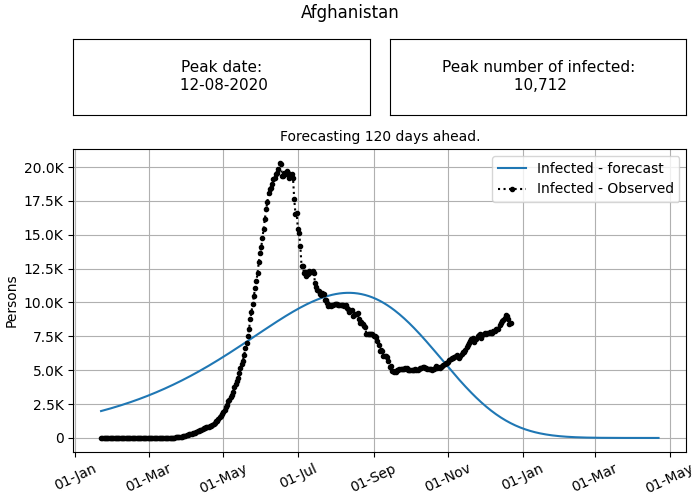 Afghanistan
Peak date:
12-08-2020
Peak number of infected:
10,712
Forecasting 120 days ahead.
Infected - forecast
Infected - Observed
Persons
20.0K
17.5K
15.0K
12.5K
10.0K
7.5K
5.0K
2.5K
0
01-Jan
01-Mar
01-May
01-Jul
01-Sep
01-Nov
01-Jan
01-Mar
01-May